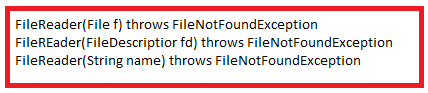 FileReader(File f) throws FileNotFoundException
FileREader(FileDescriptior fd) throws FileNotFoundException
FileReader(String name) throws FileNotFoundException